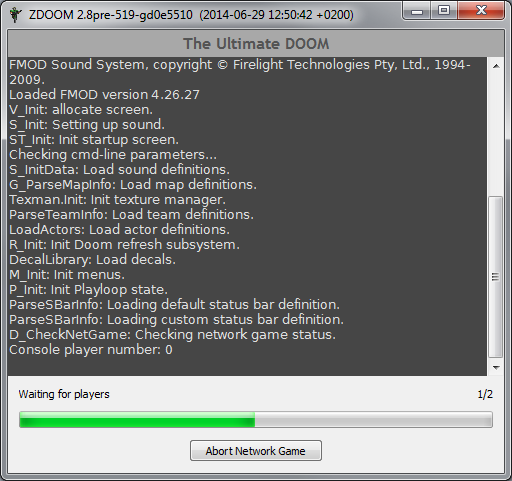 ZDOOM 2.8pre-519-gd0e5510 (2014-06-29 12:50:42 +0200)
The Ultimate DOOM
FMOD Sound System, copyright © Firelight Technologies Pty, Ltd., 1994-
2009.
Loaded FMOD version 4.26.27
V_Init: allocate screen.
S_Init: Setting up sound.
ST_Init: Init startup screen.
Checking cmd-line parameters...
S_InitData: Load sound definitions.
G_ParseMapInfo: Load map definitions.
Texman.Init: Init texture manager.
ParseTeamInfo: Load team definitions.
LoadActors: Load actor definitions.
R_Init: Init Doom refresh subsystem.
DecalLibrary: Load decals.
M_Init: Init menus.
P_Init: Init Playloop state.
ParseSBarInfo: Loading default status bar definition.
ParseSBarInfo: Loading custom status bar definition.
D_CheckNetGame: Checking network game status.
Console player number: 0
Waiting for players 1/2
Abort Network Game